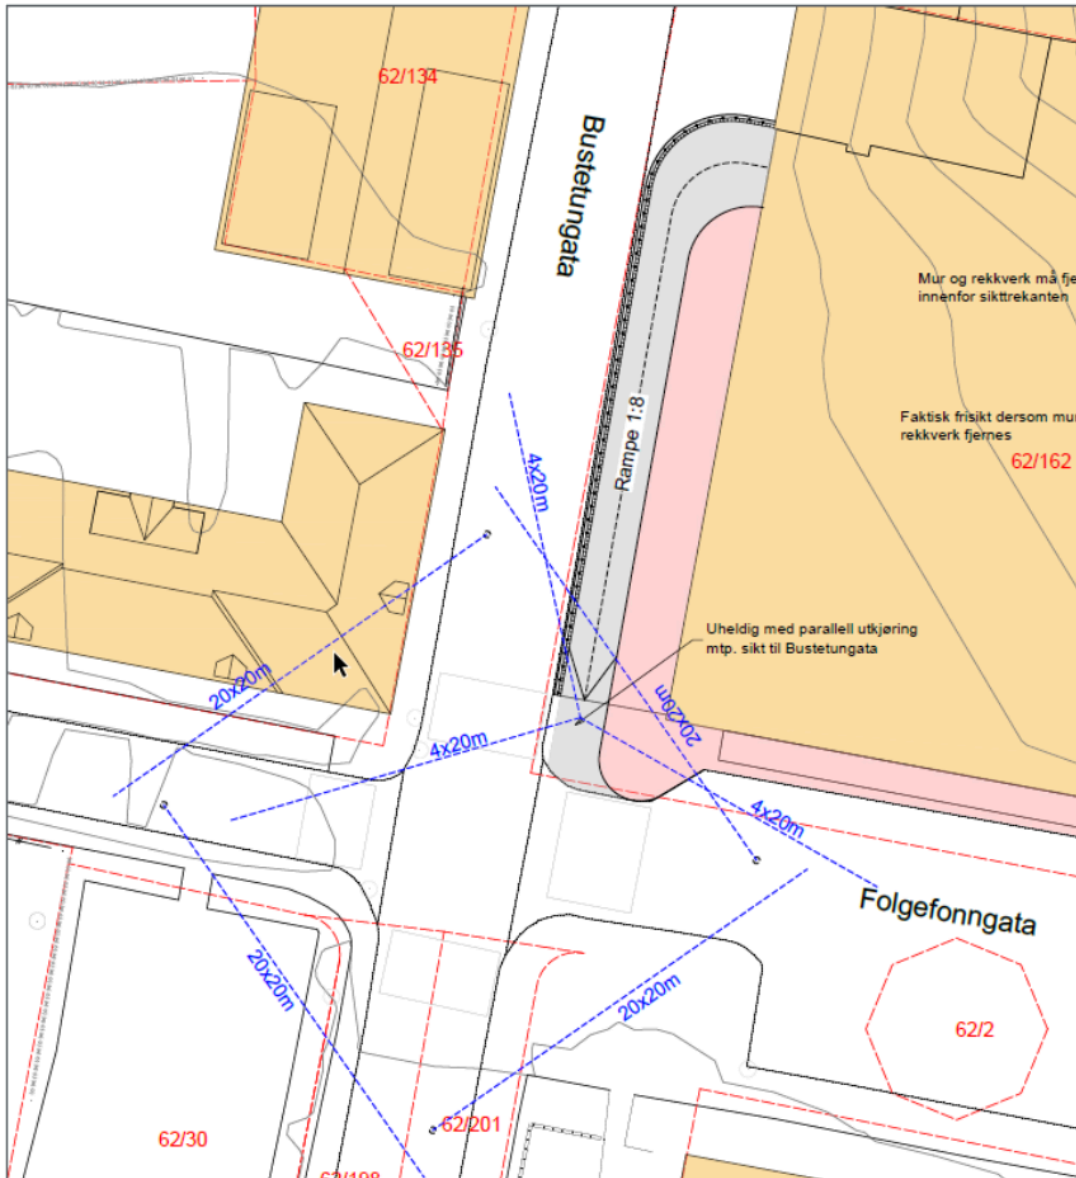 62/134
Bustetungata
Mur og rekkverk må fje
innenfor sikttrekanten
62/135
Faktisk frisikt dersom mur
rekkverk fjernes
62/162
Rampe 1:8
4x20m
Uheldig med parallell utkjøring
mtp. sikt til Bustetungata
20x20m
20x20m
4x20m
4x20m
Folgefonngata
20x20m
20x20m
62/2
62/201
62/30
62/198